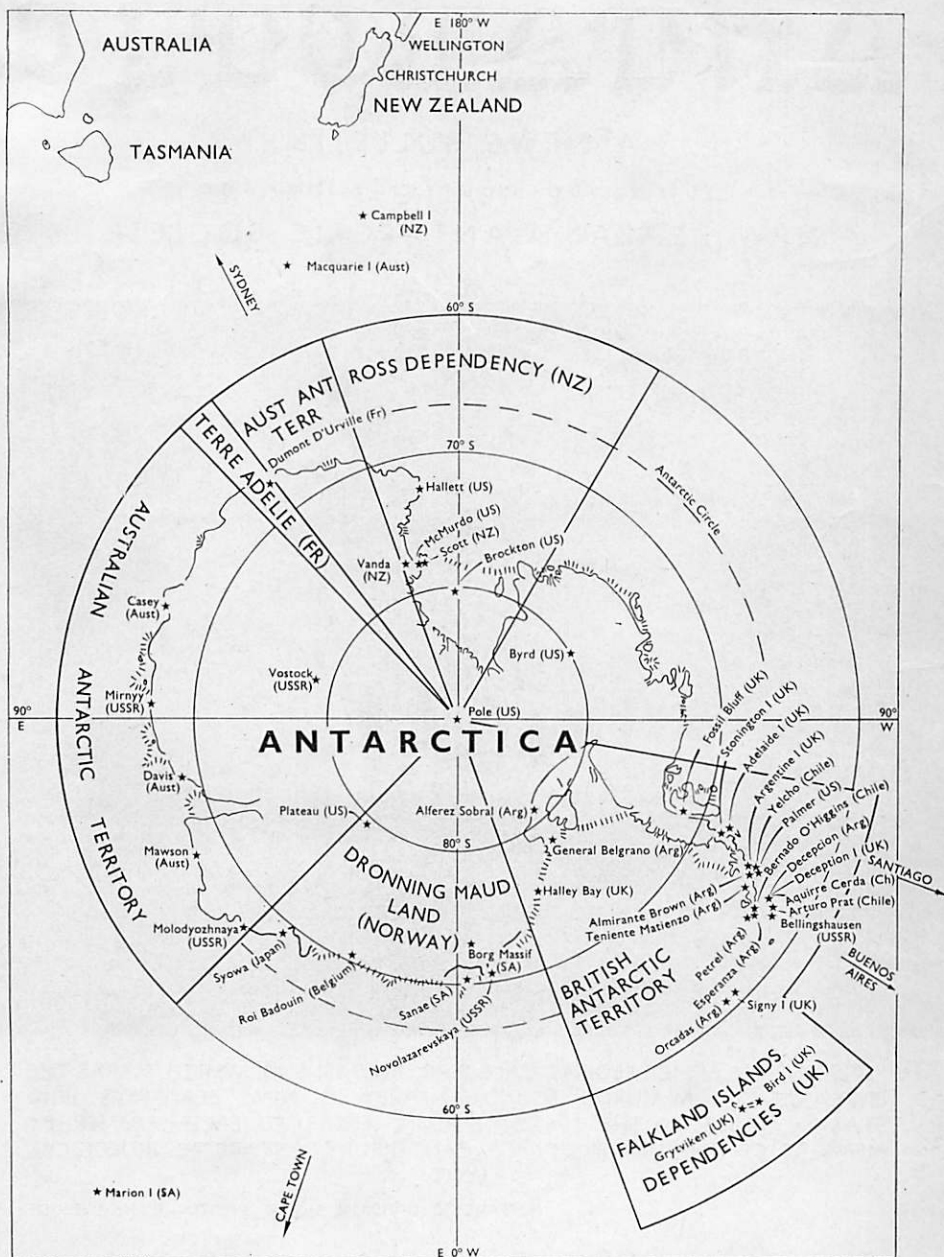 E 180° W
AUSTRALIA
WELLINGTON
CHRISTCHURCH
NEW ZEALAND
TASMANIA
Campbell I
(NZ)
Macquarie I (Aust)
SYDNEY
60° S
ROSS DEPENDENCY (NZ)
AUST ANT
TERR
TERRE ADELIE (FR)
Dumont D'Urville (Fr)
70° S
Antarctic Circle
Hallett (US)
McMurdo (US)
Scott (NZ)
Vanda
(NZ)
Brockton (US)
AUSTRALIAN
ANTARCTIC
TERRITORY
Casey
(Aust)
Byrd (US)
Vostock
(USSR)
Mirnyy
(USSR)
Pole (US)
90°
E
90°
W
ANTARCTICA
Fossil Bluff (UK)
Stonington I (UK)
Adelaide I (UK)
Argentine I (UK)
Yelcho (Chile)
Palmer (US)
Bernado O'Higgins (Chile)
Decepcion (Arg)
Deception I (UK)
Aquirre Cerda (Ch)
Arturo Prat (Chile)
Bellingshausen
(USSR)
SANTIAGO
BUENOS
AIRES
Davis
(Aust)
Plateau (US)
Alferez Sobral (Arg)
80° S
General Belgrano (Arg)
Mawson
(Aust)
DRONNING MAUD
LAND
(NORWAY)
Halley Bay (UK)
Almirante Brown (Arg)
Teniente Matienzo (Arg)
Molodyozhnaya
(USSR)
Syowa (Japan)
Roi Badouin (Belgium)
Borg Massif
(SA)
Sanae (SA)
Novolazarevskaya (USSR)
BRITISH
ANTARCTIC
TERRITORY
Petrel (Arg)
Esperanza (Arg)
Orcadas (Arg)
Signy I (UK)
60° S
FALKLAND ISLANDS
Grytviken (UK)
Bird I (UK)
DEPENDENCIES (UK)
Marion I (SA)
CAPE TOWN
E 0° W